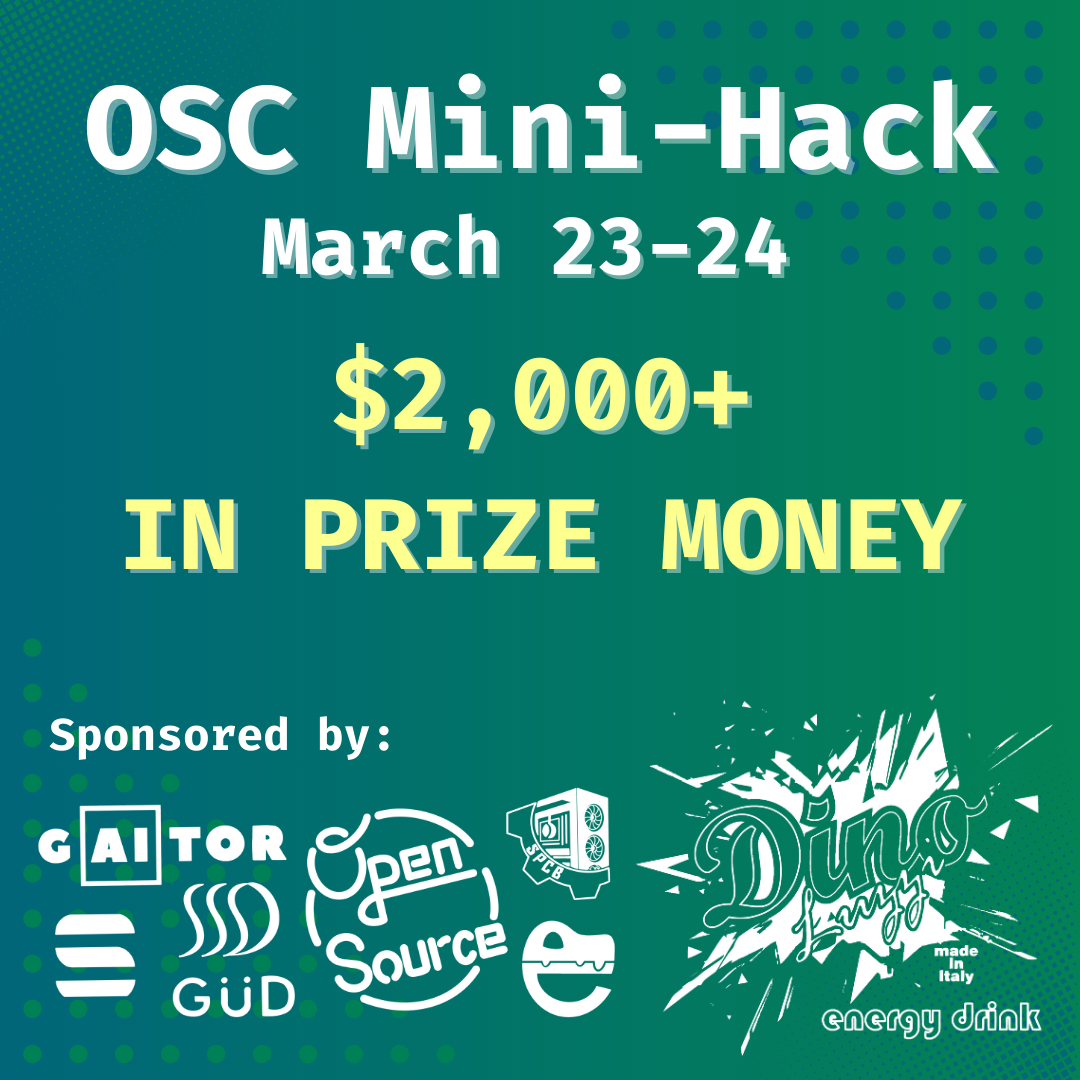 OSC Mini-Hack
March 23-24
$2,000+
IN PRIZE MONEY
Sponsored by:
GAITOR
GÜD
Open
Source
SPCB
Dino
Luzzi
made
in
Italy
energy drink